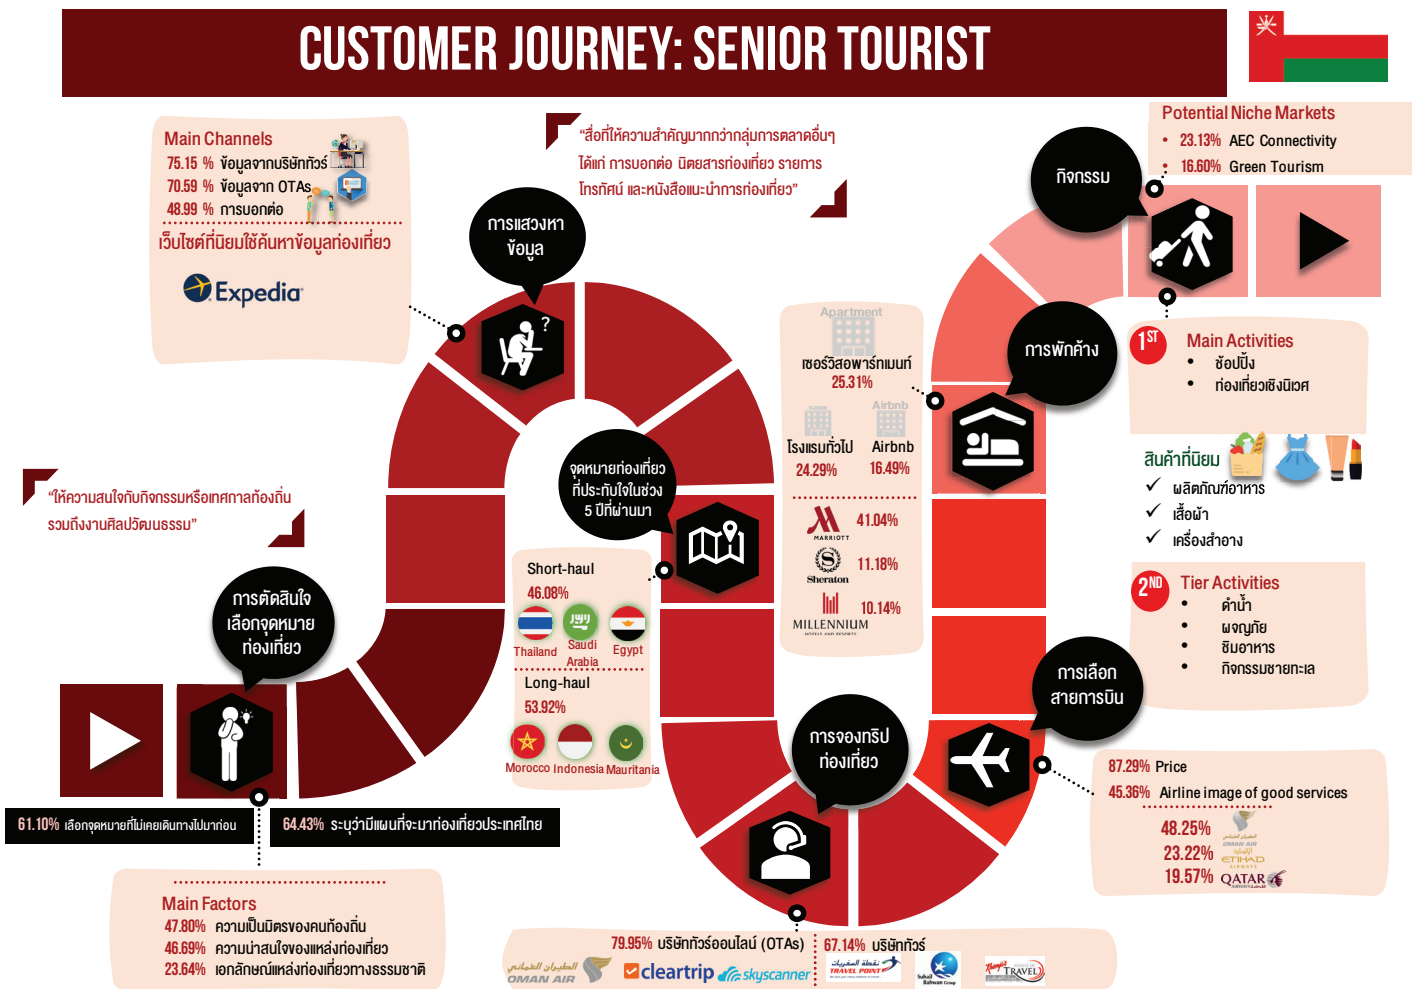 CUSTOMER JOURNEY: SENIOR TOURIST
Main Channels
75.15 % ข้อมูลจากบริษัททัวร์
70.59 % ข้อมูลจาก OTAs
48.99 % การบอกต่อ
เว็บไซต์ที่นิยมใช้ค้นหาข้อมูลท่องเที่ยว
Expedia
“สื่อที่ให้ความสำคัญมากกว่ากลุ่มการตลาดอื่นๆ
ได้แก่ การบอกต่อ นิตยสารท่องเที่ยว รายการ
โทรทัศน์ และหนังสือแนะนำการท่องเที่ยว”
การแสวงหา
ข้อมูล
?
“ให้ความสนใจกับกิจกรรมหรือเทศกาลท้องถิ่น
รวมถึงงานศิลปวัฒนธรรม”
การตัดสินใจ
เลือกจุดหมาย
ท่องเที่ยว
61.10% เลือกจุดหมายที่ไม่เคยเดินทางไปมาก่อน
64.43% ระบุว่ามีแผนที่จะมาท่องเที่ยวประเทศไทย
Main Factors
47.80% ความเป็นมิตรของคนท้องถิ่น
46.69% ความน่าสนใจของแหล่งท่องเที่ยว
23.64% เอกลักษณ์แหล่งท่องเที่ยวทางธรรมชาติ
จุดหมายท่องเที่ยว
ที่ประทับใจในช่วง
5 ปีที่ผ่านมา
Short-haul
46.08%
Thailand
Saudi
Arabia
Egypt
Long-haul
53.92%
Morocco Indonesia Mauritania
การจองทริป
ท่องเที่ยว
79.95% บริษัททัวร์ออนไลน์ (OTAs)
الطيران العماني
OMAN AIR
cleartrip
skyscanner
67.14% บริษัททัวร์
نقطة السفريات
TRAVEL POINT
Suhail
Bahwan Group
Khimji's
TRAVEL
การเลือก
สายการบิน
87.29% Price
45.36% Airline image of good services
48.25%
الطيران العماني
OMAN AIR
23.22%
الإتحاد
ETIHAD
AIRWAYS
19.57%
QATAR
AIRWAYS القطرية
การพักค้าง
Apartment
เซอร์วิสอพาร์ทเมนท์
25.31%
โรงแรมทั่วไป
24.29%
Airbnb
Airbnb
16.49%
MARRIOTT
41.04%
Sheraton
11.18%
MILLENNIUM
HOTELS AND RESORTS
10.14%
กิจกรรม
Potential Niche Markets
• 23.13% AEC Connectivity
• 16.60% Green Tourism
1ST
Main Activities
• ช้อปปิ้ง
• ท่องเที่ยวเชิงนิเวศ
สินค้าที่นิยม
✓ ผลิตภัณฑ์อาหาร
✓ เสื้อผ้า
✓ เครื่องสำอาง
2ND
Tier Activities
• ดำน้ำ
• ผจญภัย
• ชิมอาหาร
• กิจกรรมชายทะเล